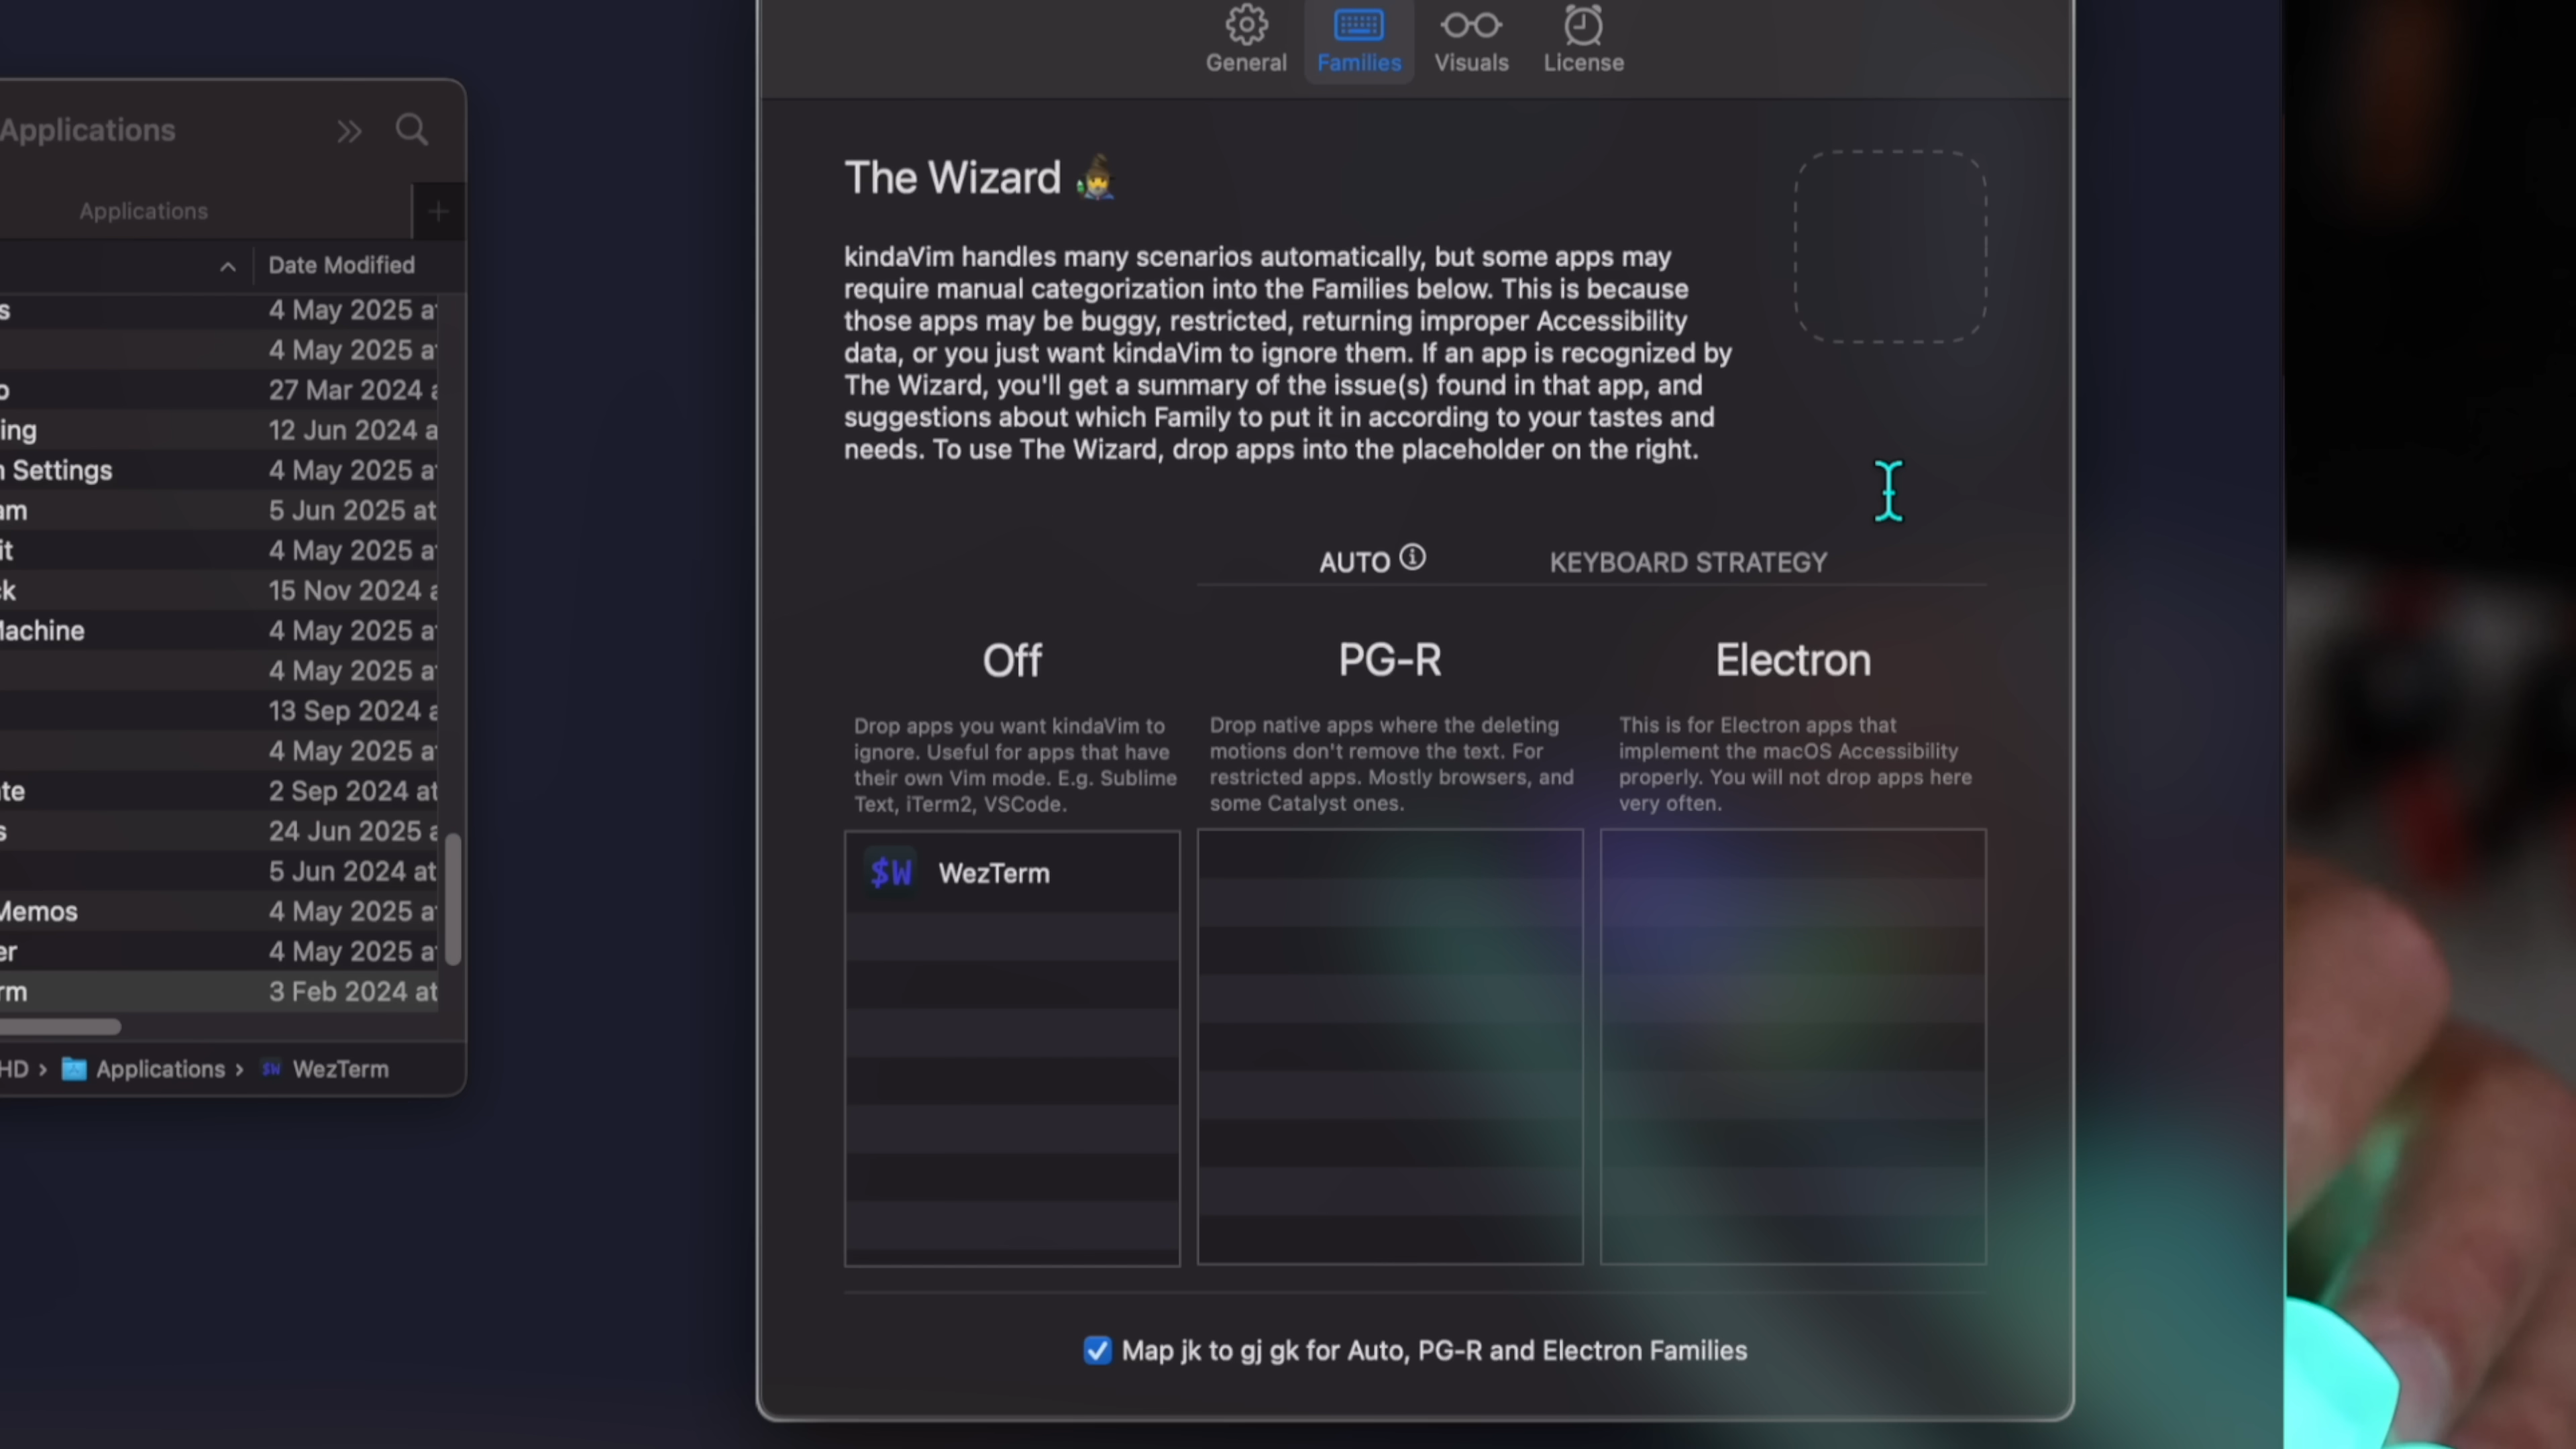 Applications
Applications
Date Modified
s 4 May 2025 a
4 May 2025 a
o 27 Mar 2024 a
ing 12 Jun 2024 a
Settings 4 May 2025 a
am 5 Jun 2025 at
it 4 May 2025 a
k 15 Nov 2024 a
Machine 4 May 2025 a
4 May 2025 a
13 Sep 2024 a
4 May 2025 a
te 2 Sep 2024 at
s 24 Jun 2025 a
5 Jun 2024 at
Memos 4 May 2025 a
er 4 May 2025 a
rm 3 Feb 2024 at
HD › Applications › $W WezTerm
General Families Visuals License
The Wizard
kindaVim handles many scenarios automatically, but some apps may
require manual categorization into the Families below. This is because
those apps may be buggy, restricted, returning improper Accessibility
data, or you just want kindaVim to ignore them. If an app is recognized by
The Wizard, you'll get a summary of the issue(s) found in that app, and
suggestions about which Family to put it in according to your tastes and
needs. To use The Wizard, drop apps into the placeholder on the right.
AUTO KEYBOARD STRATEGY
Off
Drop apps you want kindaVim to
ignore. Useful for apps that have
their own Vim mode. E.g. Sublime
Text, iTerm2, VSCode.
$W WezTerm
PG-R
Drop native apps where the deleting
motions don't remove the text. For
restricted apps. Mostly browsers, and
some Catalyst ones.
Electron
This is for Electron apps that
implement the macOS Accessibility
properly. You will not drop apps here
very often.
Map jk to gj gk for Auto, PG-R and Electron Families